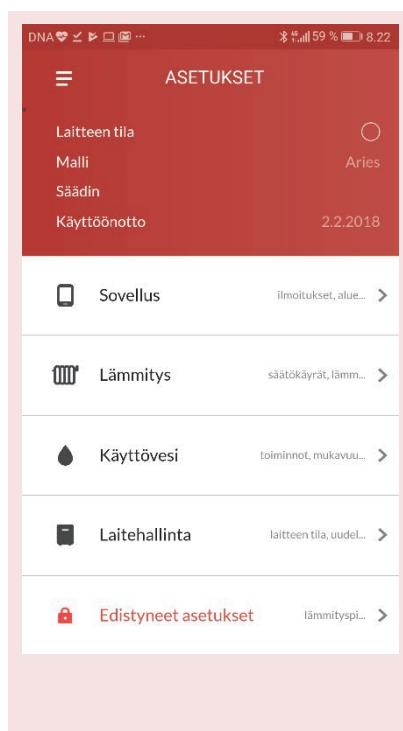 DNA ... 4G 59 % 8.22
ASETUKSET
Laitteen tila
Malli Aries
Säädin
Käyttöönotto 2.2.2018
Sovellus ilmoitukset, alue...
Lämmitys säätökäyrät, lämm...
Käyttövesi toiminnot, mukavuu...
Laitehallinta laitteen tila, uudel...
Edistyneet asetukset lämmityspi...